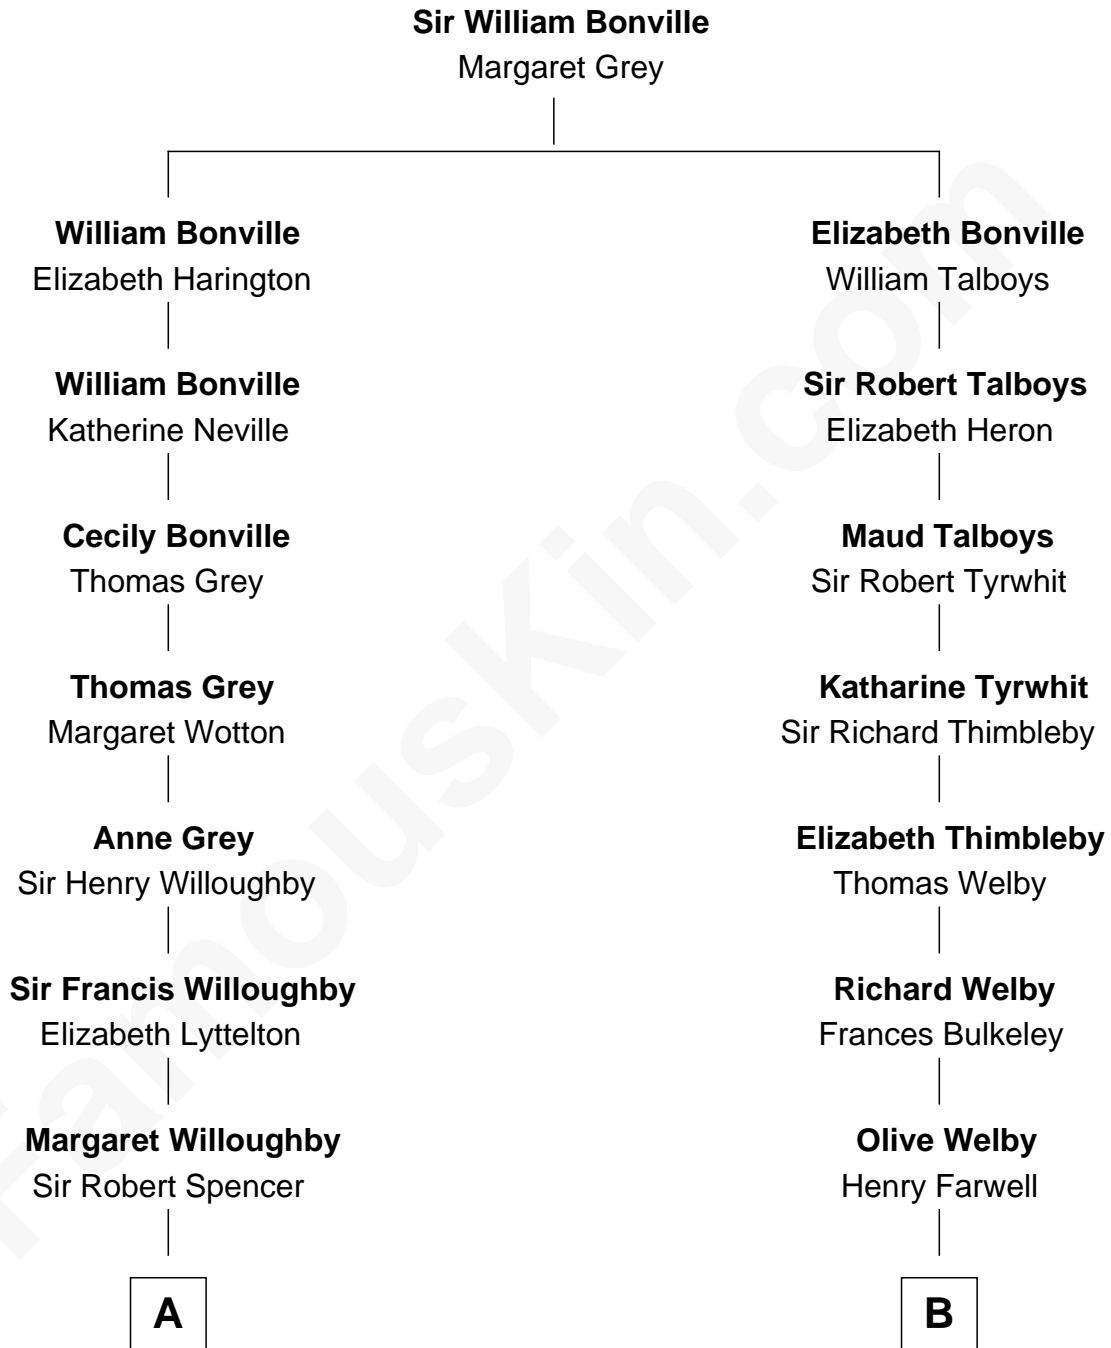 Sir William Bonville
Margaret Grey
William Bonville
Elizabeth Harington
William Bonville
Katherine Neville
Cecily Bonville
Thomas Grey
Thomas Grey
Margaret Wotton
Anne Grey
Sir Henry Willoughby
Sir Francis Willoughby
Elizabeth Lyttelton
Margaret Willoughby
Sir Robert Spencer
A
Elizabeth Bonville
William Talboys
Sir Robert Talboys
Elizabeth Heron
Maud Talboys
Sir Robert Tyrwhit
Katharine Tyrwhit
Sir Richard Thimbleby
Elizabeth Thimbleby
Thomas Welby
Richard Welby
Frances Bulkeley
Olive Welby
Henry Farwell
B
FamousKin.com